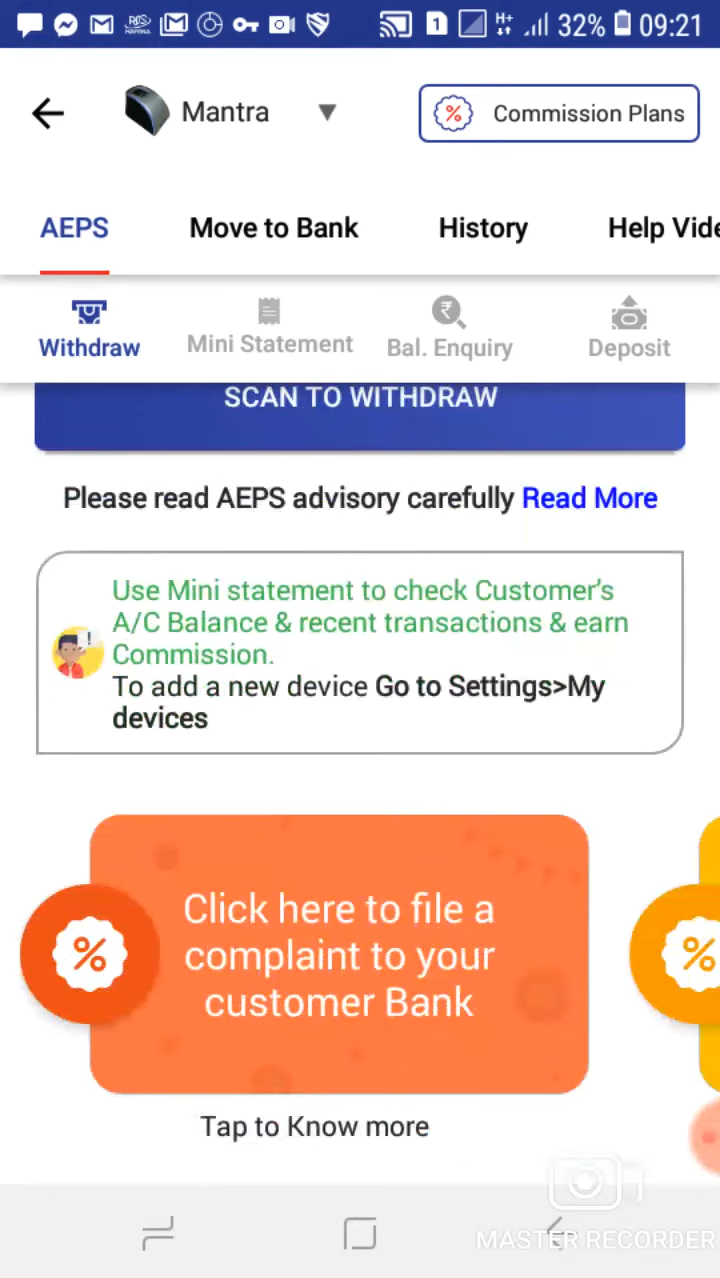 1 H+ 32% 09:21
Mantra
% Commission Plans
AEPS Move to Bank History Help Vide
Withdraw Mini Statement Bal. Enquiry Deposit
SCAN TO WITHDRAW
Please read AEPS advisory carefully Read More
Use Mini statement to check Customer's
A/C Balance & recent transactions & earn
Commission.
To add a new device Go to Settings>My
devices
Click here to file a
complaint to your
customer Bank
% %
Tap to Know more
MASTER RECORDER